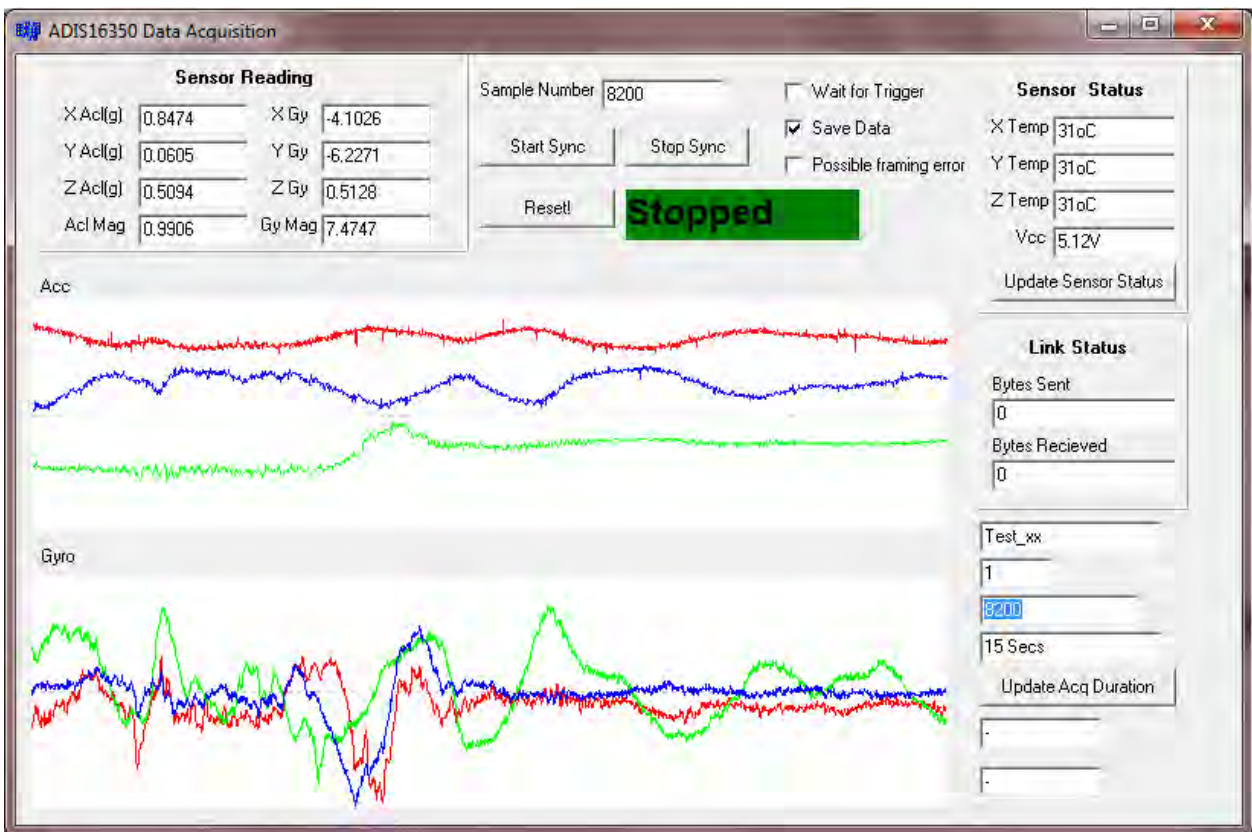 ADIS16350 Data Acquisition
Sensor Reading
X Acl(g) 0.8474 X Gy -4.1026
Y Acl(g) 0.0605 Y Gy -6.2271
Z Acl(g) 0.5094 Z Gy 0.5128
Acl Mag 0.9906 Gy Mag 7.4747
Sample Number 8200
Start Sync Stop Sync
Reset! Stopped
Wait for Trigger
Save Data
Possible framing error
Sensor Status
X Temp 31oC
Y Temp 31oC
Z Temp 31oC
Vcc 5.12V
Update Sensor Status
Acc
Link Status
Bytes Sent
0
Bytes Recieved
0
Gyro
Test_xx
1
8200
15 Secs
Update Acq Duration
-
-